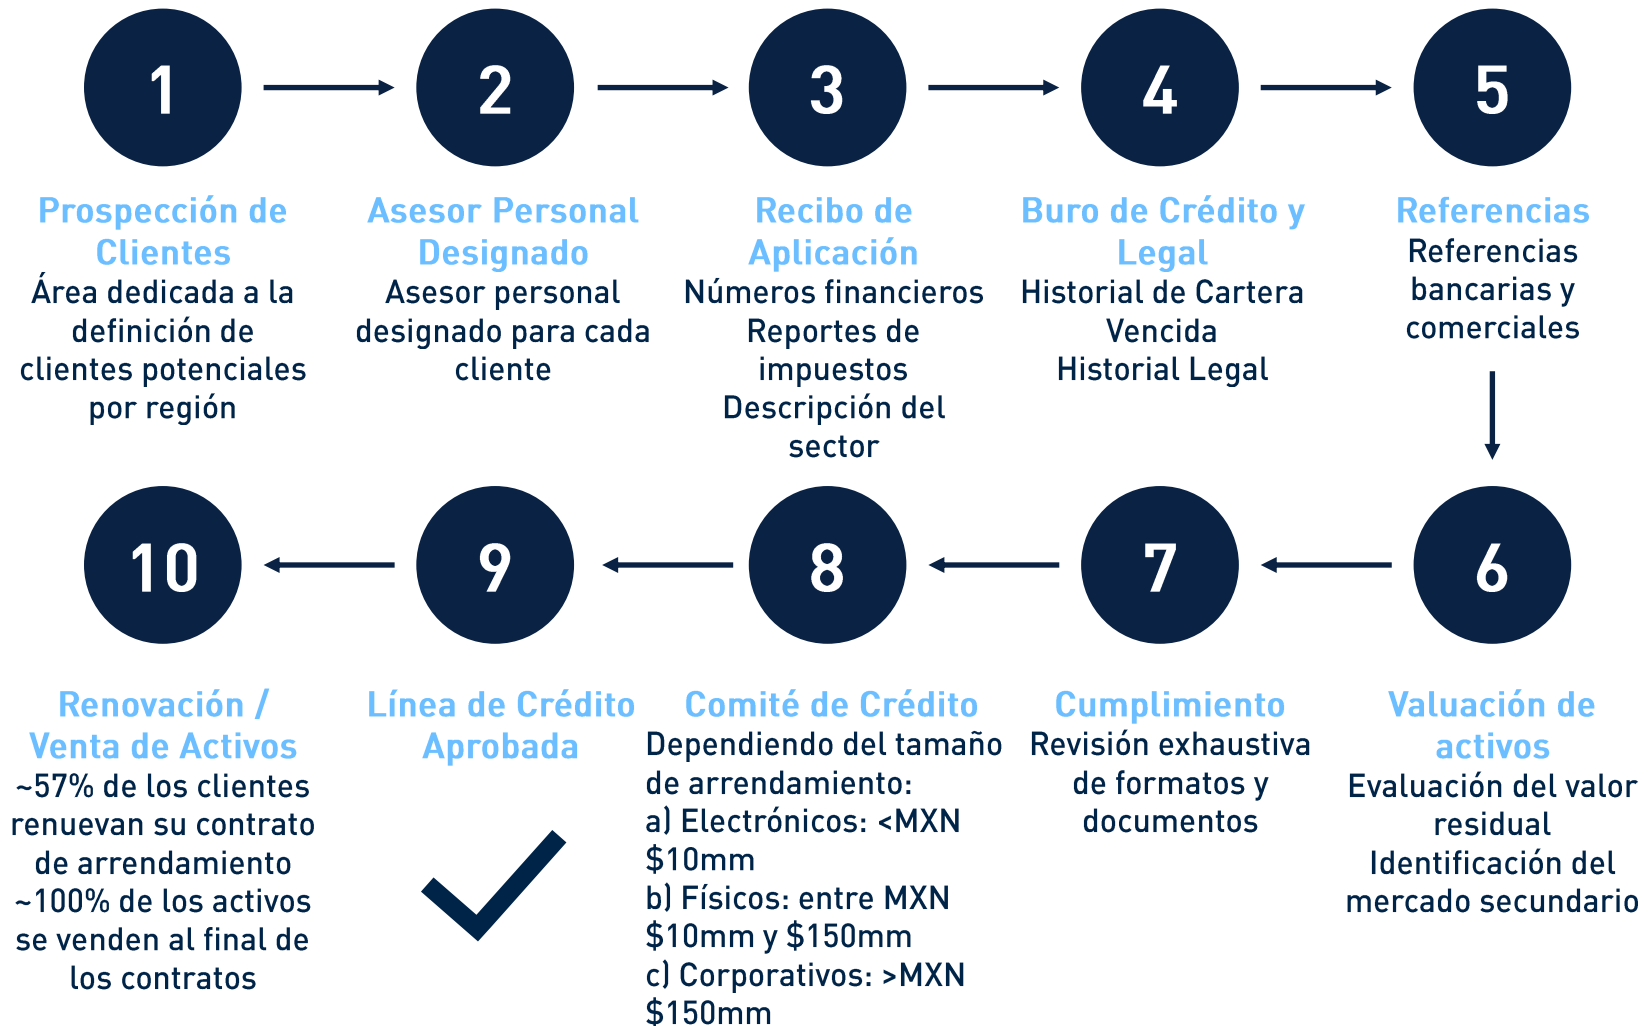 1
Prospección de
Clientes
Área dedicada a la
definición de
clientes potenciales
por región
2
Asesor Personal
Designado
Asesor personal
designado para cada
cliente
3
Recibo de
Aplicación
Números financieros
Reportes de
impuestos
Descripción del
sector
4
Buro de Crédito y
Legal
Historial de Cartera
Vencida
Historial Legal
5
Referencias
Referencias
bancarias y
comerciales
6
Valuación de
activos
Evaluación del valor
residual
Identificación del
mercado secundario
7
Cumplimiento
Revisión exhaustiva
de formatos y
documentos
8
Comité de Crédito
Dependiendo del tamaño
de arrendamiento:
a) Electrónicos: <MXN
$10mm
b) Físicos: entre MXN
$10mm y $150mm
c) Corporativos: >MXN
$150mm
9
Línea de Crédito
Aprobada
10
Renovación /
Venta de Activos
~57% de los clientes
renuevan su contrato
de arrendamiento
~100% de los activos
se venden al final de
los contratos